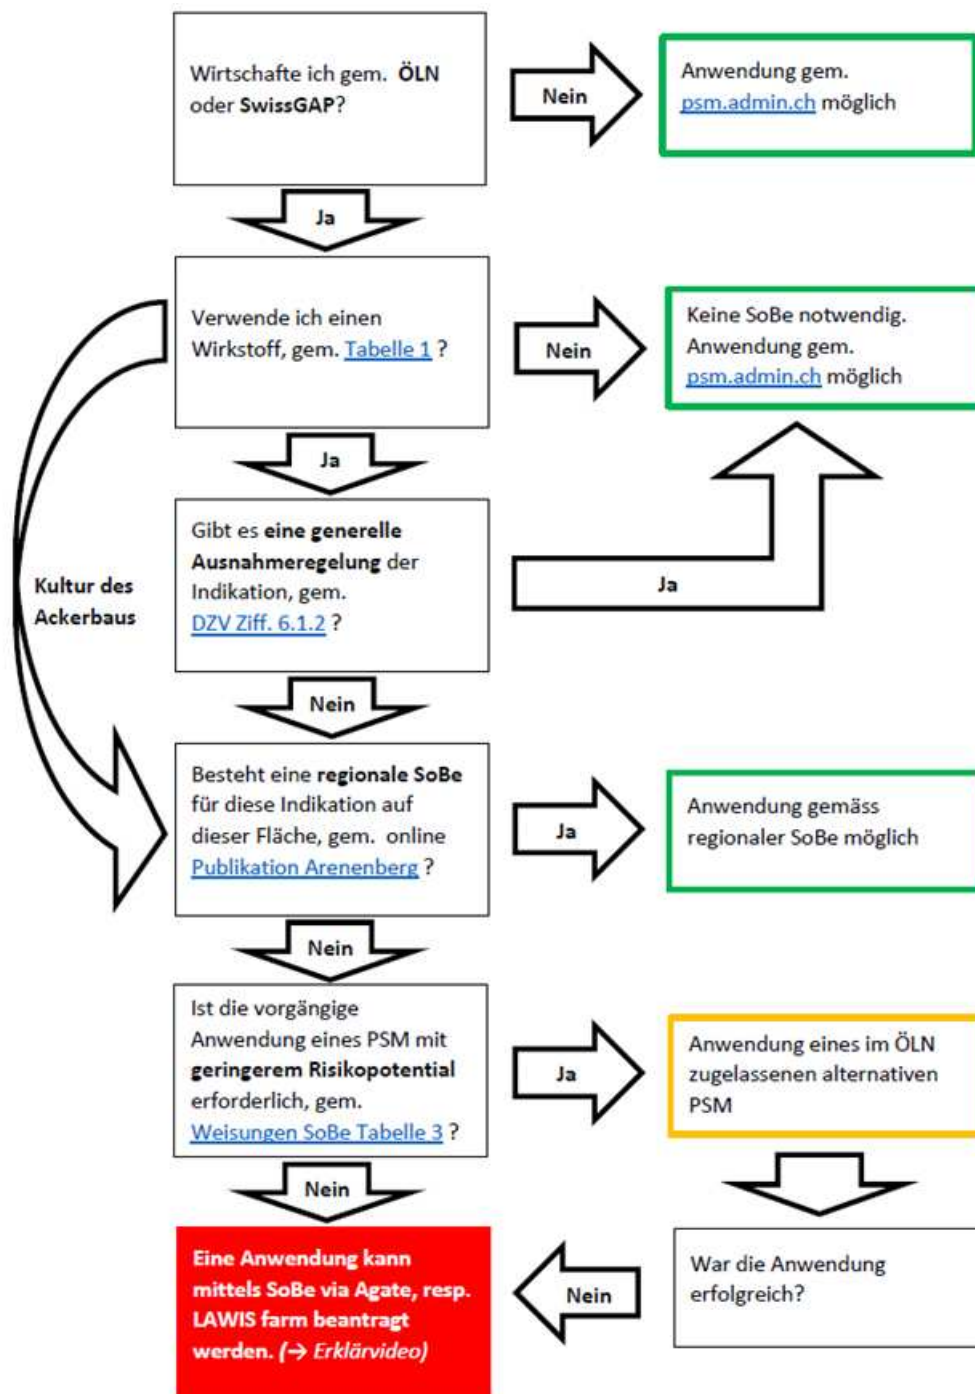 Wirtschafte ich gem. ÖLN
oder SwissGAP?
Nein
Anwendung gem.
psm.admin.ch möglich
Ja
Verwende ich einen
Wirkstoff, gem. Tabelle 1 ?
Nein
Keine SoBe notwendig.
Anwendung gem.
psm.admin.ch möglich
Ja
Gibt es eine generelle
Ausnahmeregelung der
Indikation, gem.
DZV Ziff. 6.1.2 ?
Ja
Kultur des
Ackerbaus
Nein
Besteht eine regionale SoBe
für diese Indikation auf
dieser Fläche, gem. online
Publikation Arenenberg ?
Ja
Anwendung gemäss
regionaler SoBe möglich
Nein
Ist die vorgängige
Anwendung eines PSM mit
geringerem Risikopotential
erforderlich, gem.
Weisungen SoBe Tabelle 3 ?
Ja
Anwendung eines im ÖLN
zugelassenen alternativen
PSM
Nein
Eine Anwendung kann
mittels SoBe via Agate, resp.
LAWIS farm beantragt
werden. (→ Erklärvideo)
Nein
War die Anwendung
erfolgreich?